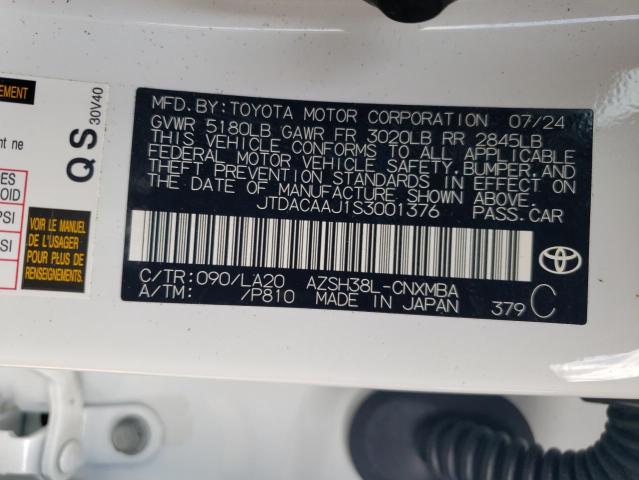 MFD. BY: TOYOTA MOTOR CORPORATION 07/24
GVWR 5180LB GAWR FR 3020LB RR 2845LB
THIS VEHICLE CONFORMS TO ALL APPLICABLE
FEDERAL MOTOR VEHICLE SAFETY, BUMPER, AND
THEFT PREVENTION STANDARDS IN EFFECT ON
THE DATE OF MANUFACTURE SHOWN ABOVE.
JTDACAAJ1S3001376 PASS. CAR
C/TR: 090/LA20 AZSH38L-CNXMBA
A/TM: /P810 MADE IN JAPAN 379 C
QS 30V40
VOIR LE MANUEL
DE L'USAGER
POUR PLUS DE
RENSEIGNEMENTS.